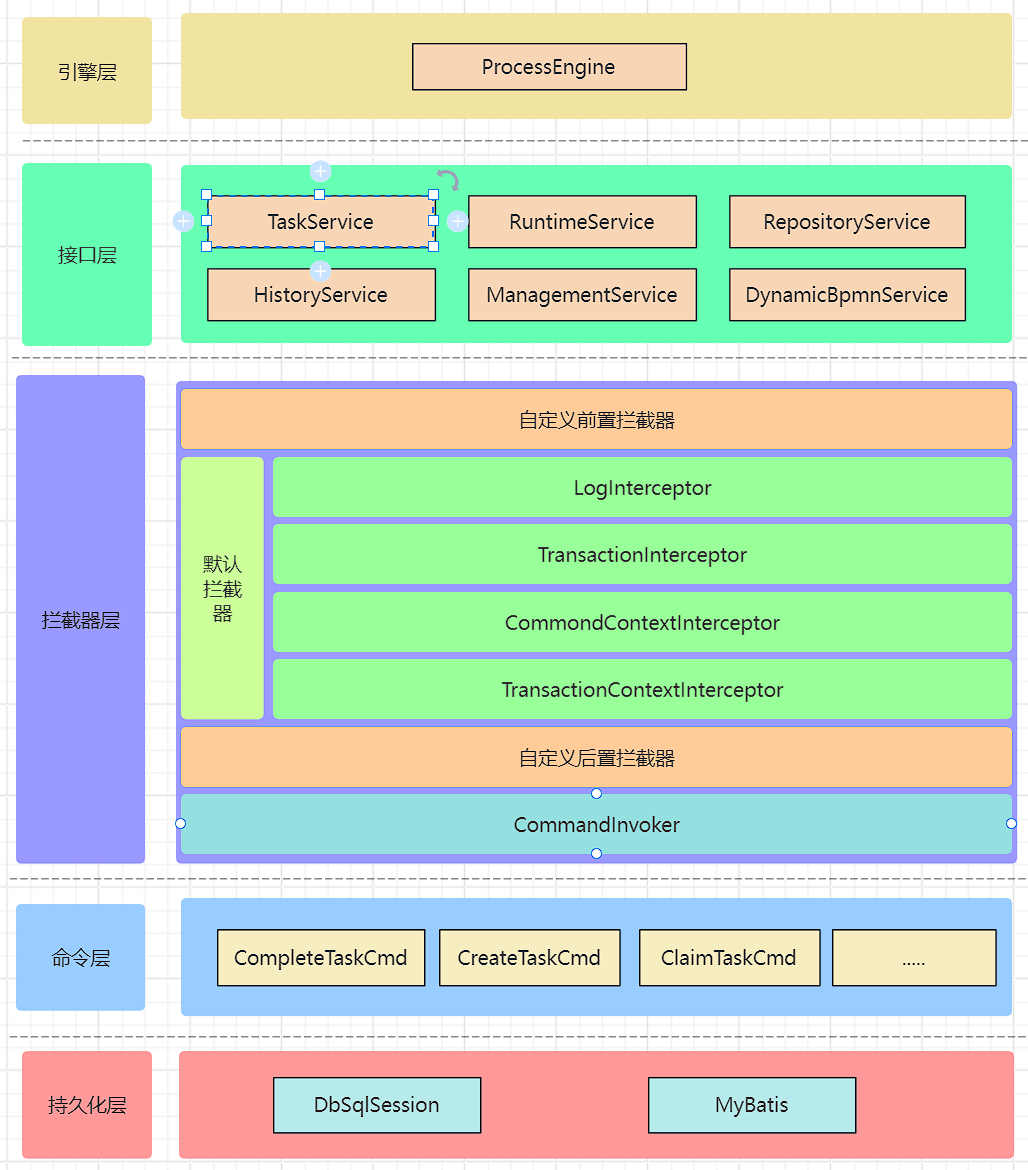 引擎层
ProcessEngine
接口层
TaskService
RuntimeService
RepositoryService
HistoryService
ManagementService
DynamicBpmnService
拦截器层
自定义前置拦截器
默认
拦截
器
LogInterceptor
TransactionInterceptor
CommondContextInterceptor
TransactionContextInterceptor
自定义后置拦截器
CommandInvoker
命令层
CompleteTaskCmd
CreateTaskCmd
ClaimTaskCmd
.....
持久化层
DbSqlSession
MyBatis